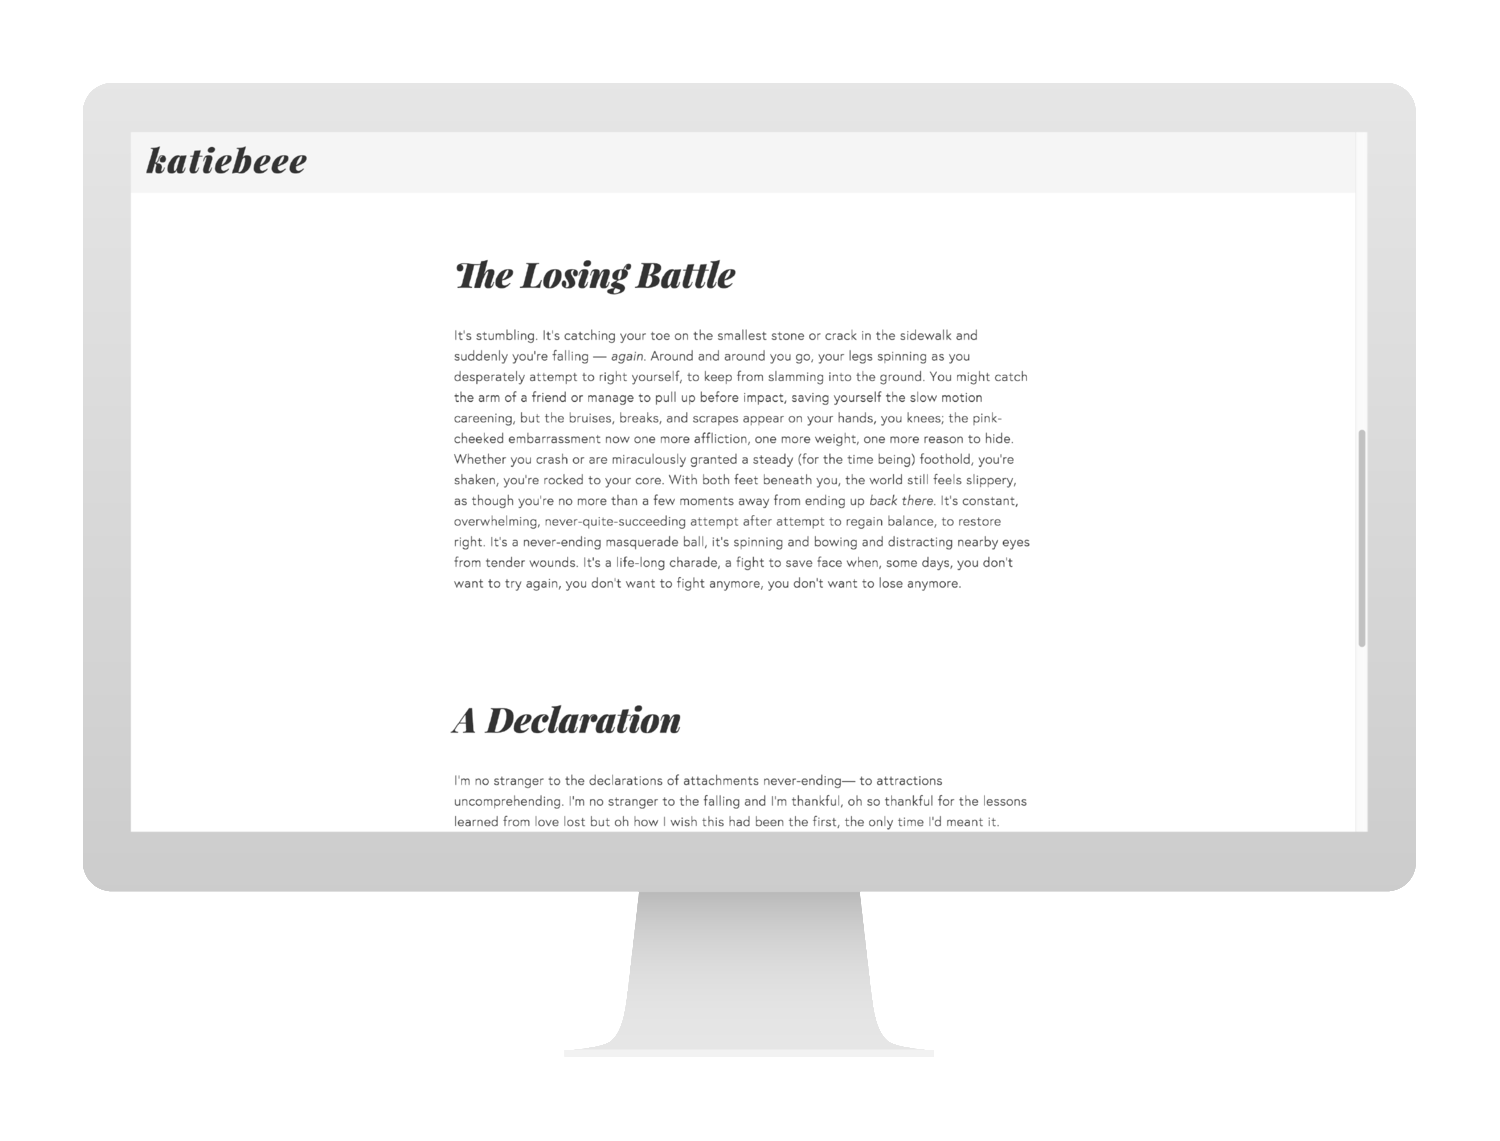 katiebeee
The Losing Battle
It's stumbling. It's catching your toe on the smallest stone or crack in the sidewalk and
suddenly you're falling — again. Around and around you go, your legs spinning as you
desperately attempt to right yourself, to keep from slamming into the ground. You might catch
the arm of a friend or manage to pull up before impact, saving yourself the slow motion
careening, but the bruises, breaks, and scrapes appear on your hands, you knees; the pink-
cheeked embarrassment now one more affliction, one more weight, one more reason to hide.
Whether you crash or are miraculously granted a steady (for the time being) foothold, you're
shaken, you're rocked to your core. With both feet beneath you, the world still feels slippery,
as though you're no more than a few moments away from ending up back there. It's constant,
overwhelming, never-quite-succeeding attempt after attempt to regain balance, to restore
right. It's a never-ending masquerade ball, it's spinning and bowing and distracting nearby eyes
from tender wounds. It's a life-long charade, a fight to save face when, some days, you don't
want to try again, you don't want to fight anymore, you don't want to lose anymore.
A Declaration
I'm no stranger to the declarations of attachments never-ending— to attractions
uncomprehending. I'm no stranger to the falling and I'm thankful, oh so thankful for the lessons
learned from love lost but oh how I wish this had been the first, the only time I'd meant it.